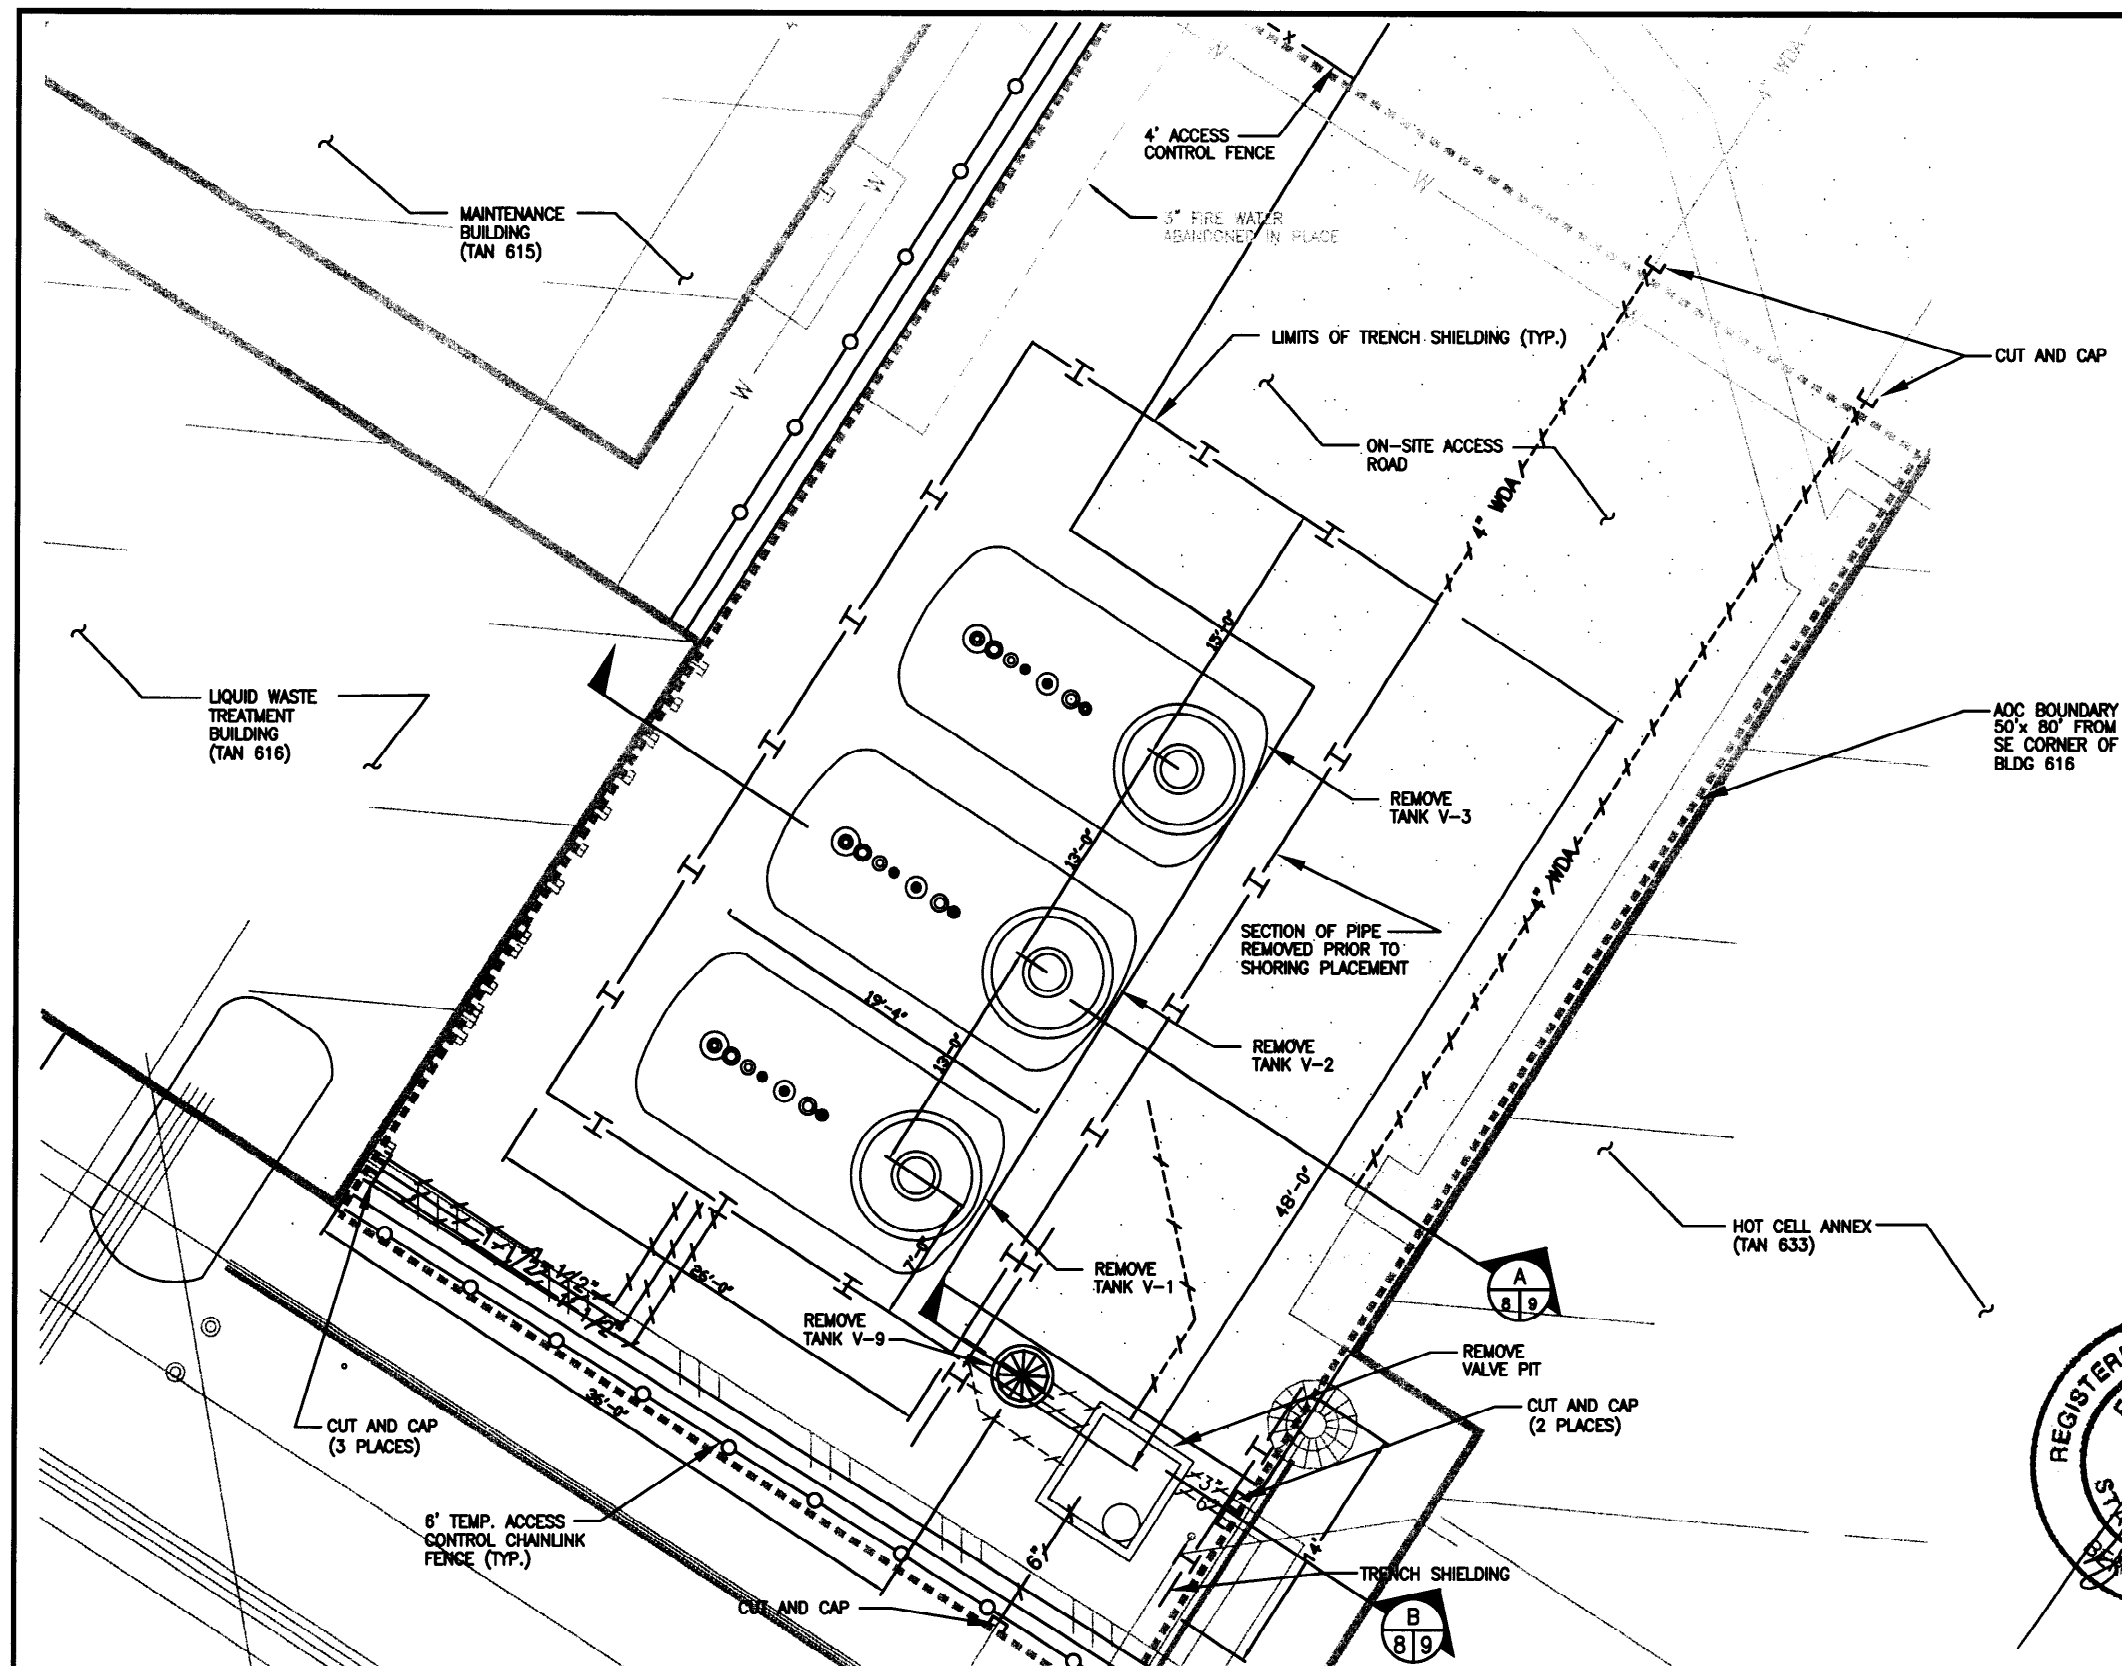 W
WDA
4' ACCESS
CONTROL FENCE
W
W
MAINTENANCE
BUILDING
(TAN 615)
3" FIRE WATER
ABANDONED IN PLACE
LIMITS OF TRENCH SHIELDING (TYP.)
CUT AND CAP
W
ON-SITE ACCESS
ROAD
4" WDA
13'-0"
LIQUID WASTE
TREATMENT
BUILDING
(TAN 616)
AOC BOUNDARY
50'x 80' FROM
SE CORNER OF
BLDG 616
REMOVE
TANK V-3
13'-0"
4" WDA
SECTION OF PIPE
REMOVED PRIOR TO
SHORING PLACEMENT
19'-4"
13'-0"
REMOVE
TANK V-2
48'-0"
HOT CELL ANNEX
(TAN 633)
REMOVE
TANK V-1
A
8 9
26'-0"
REMOVE
TANK V-9
REMOVE
VALVE PIT
36'-0"
CUT AND CAP
(3 PLACES)
CUT AND CAP
(2 PLACES)
3"
6' TEMP. ACCESS
CONTROL CHAINLINK
FENCE (TYP.)
6"
14'
TRENCH SHIELDING
CUT AND CAP
B
8 9